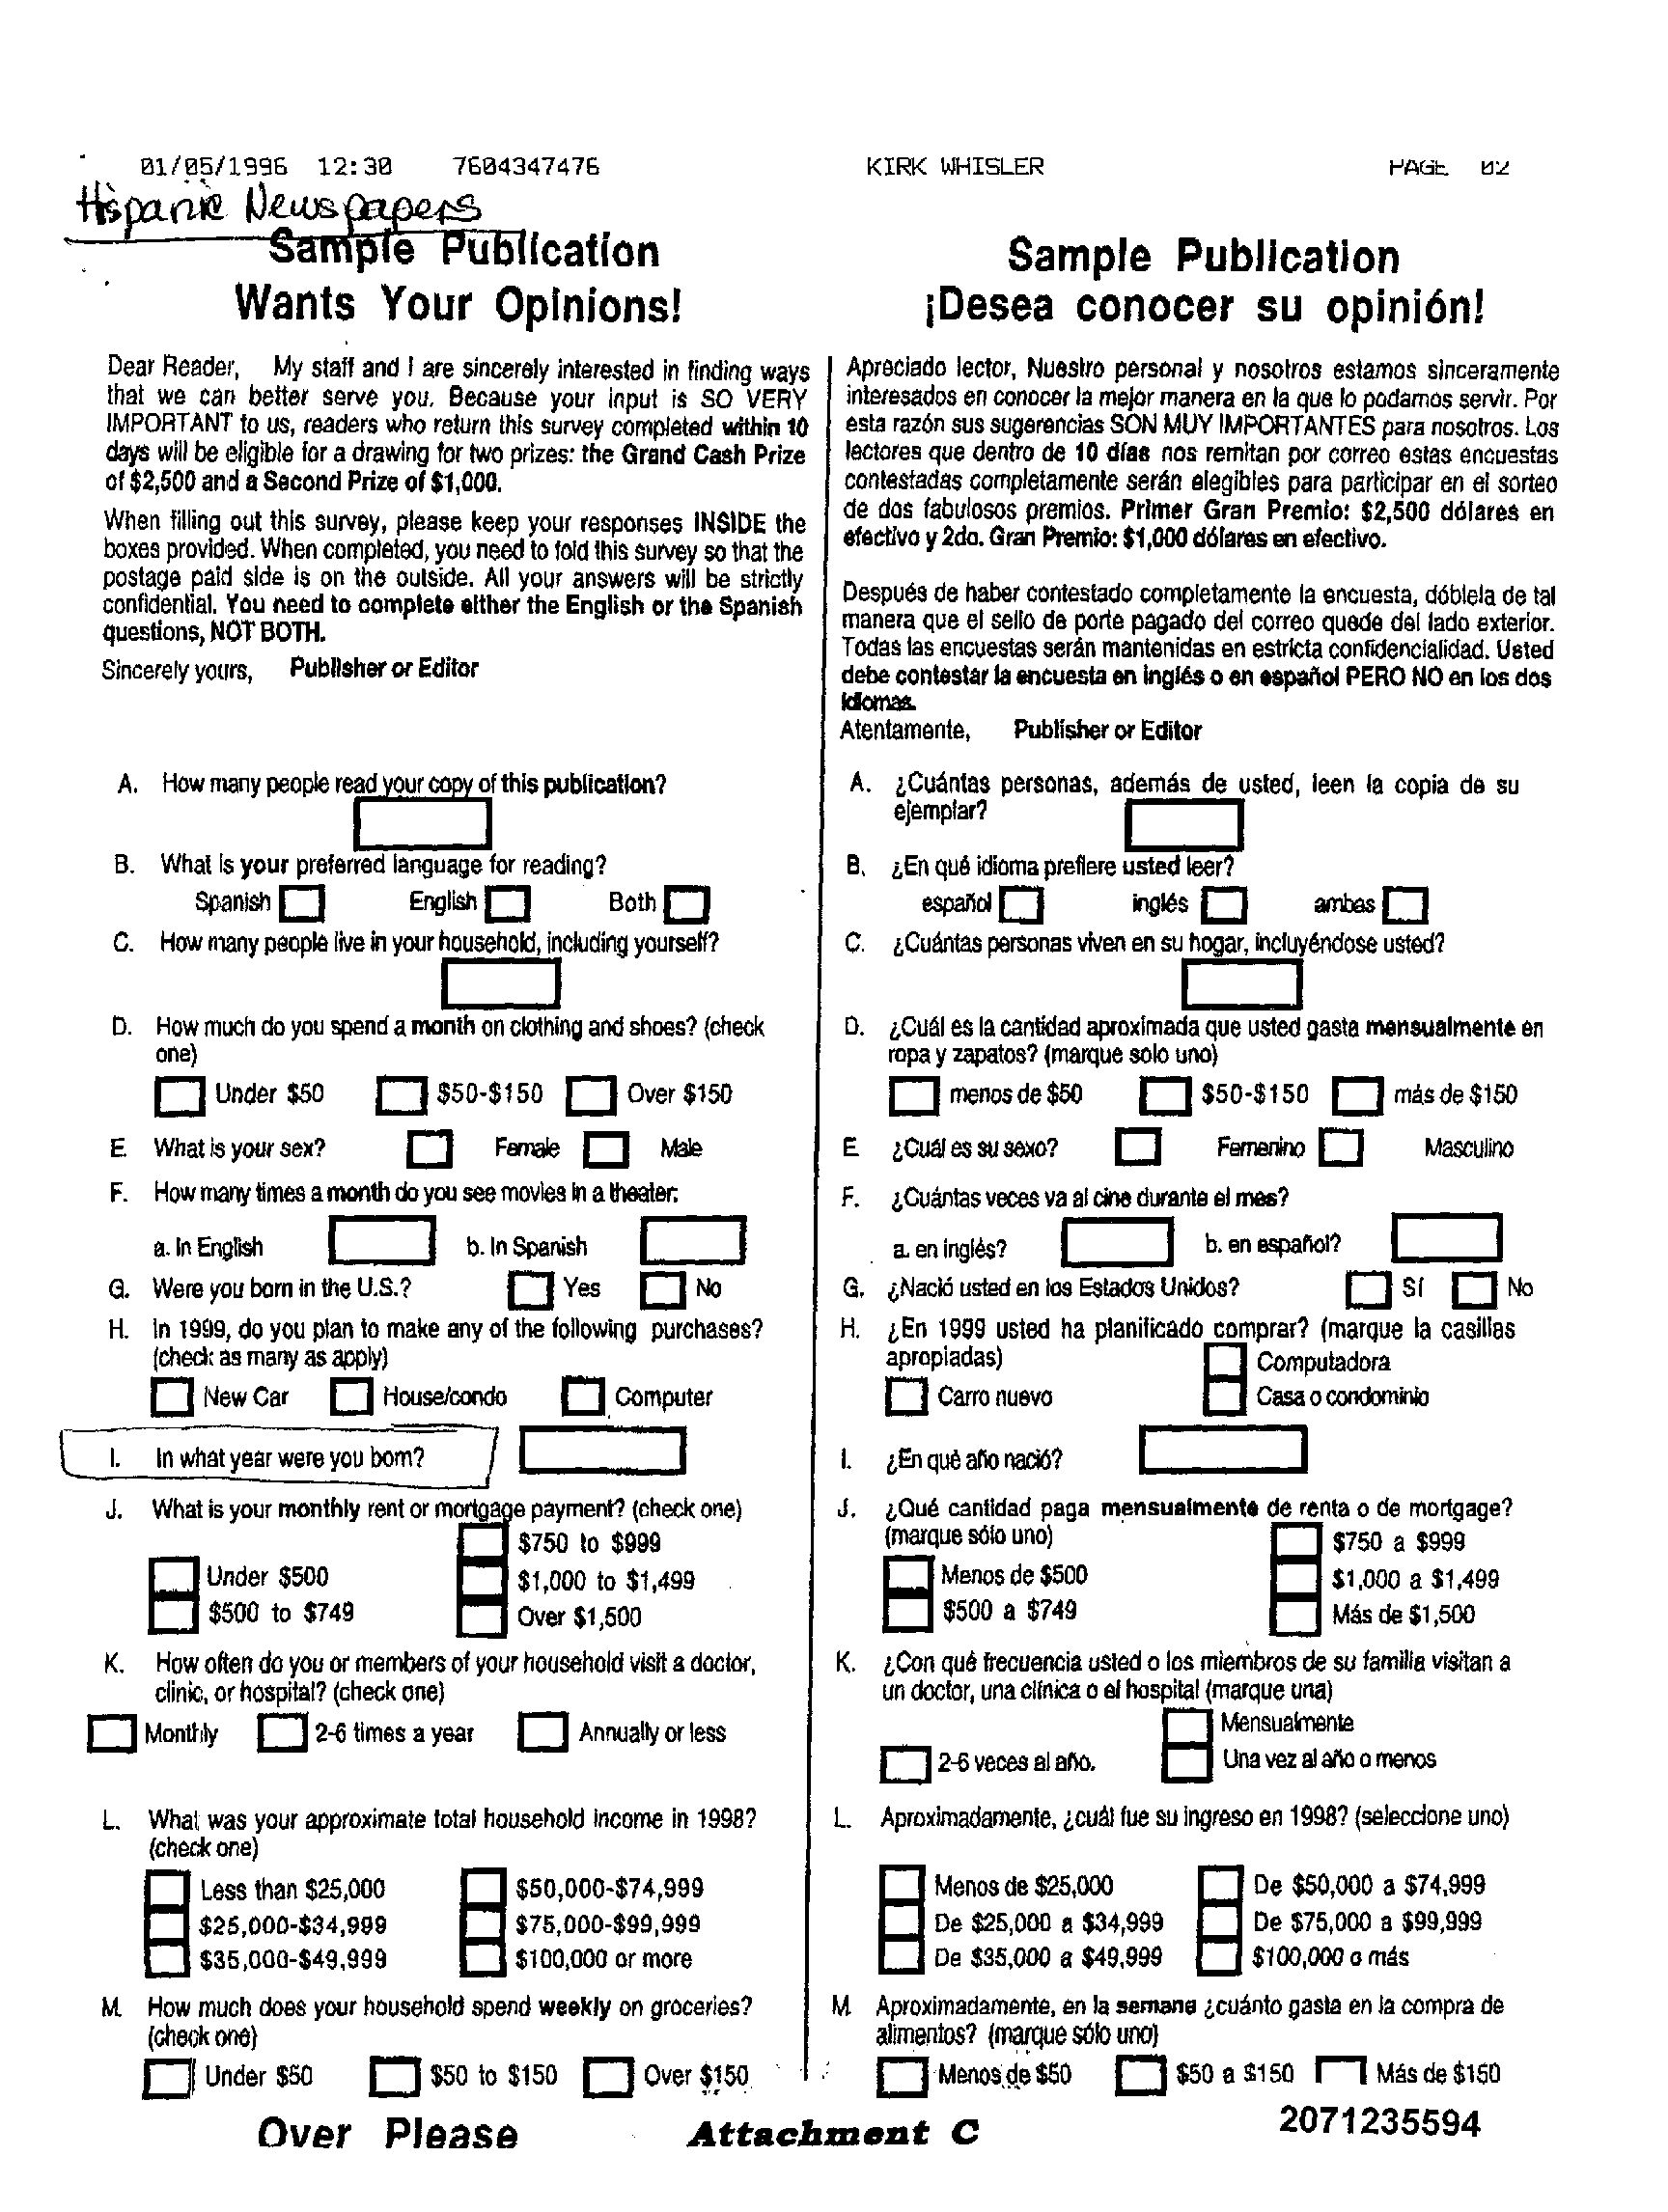 01/05/1996 12:30 7604347476 KIRK WHISLER PAGE 02
Hispanic Newspapers
Sample Publication
Wants Your Opinions!
Dear Reader, My staff and I are sincerely interested in finding ways
that we can better serve you. Because your input is SO VERY
IMPORTANT to us, readers who return this survey completed within 10
days will be eligible for a drawing for two prizes: the Grand Cash Prize
of $2,500 and a Second Prize of $1,000.
When filling out this survey, please keep your responses INSIDE the
boxes provided. When completed, you need to fold this survey so that the
postage paid side is on the outside. All your answers will be strictly
confidential. You need to complete either the English or the Spanish
questions, NOT BOTH.
Sincerely yours, Publisher or Editor
A. How many people read your copy of this publication?
B. What is your preferred language for reading?
Spanish English Both
C. How many people live in your household, including yourself?
D. How much do you spend a month on clothing and shoes? (check
one)
Under $50 $50-$150 Over $150
E. What is your sex? Female Male
F. How many times a month do you see movies in a theater:
a. In English b. In Spanish
G. Were you born in the U.S.? Yes No
H. In 1999, do you plan to make any of the following purchases?
(check as many as apply)
New Car House/condo Computer
I. In what year were you born?
J. What is your monthly rent or mortgage payment? (check one)
$750 to $999
Under $500 $1,000 to $1,499
$500 to $749 Over $1,500
K. How often do you or members of your household visit a doctor,
clinic, or hospital? (check one)
Monthly 2-6 times a year Annually or less
L. What was your approximate total household income in 1998?
(check one)
Less than $25,000 $50,000-$74,999
$25,000-$34,999 $75,000-$99,999
$35,000-$49,999 $100,000 or more
M. How much does your household spend weekly on groceries?
(check one)
Under $50 $50 to $150 Over $150
Sample Publication
¡Desea conocer su opinión!
Apreciado lector, Nuestro personal y nosotros estamos sinceramente
interesados en conocer la mejor manera en la que lo podamos servir. Por
esta razón sus sugerencias SON MUY IMPORTANTES para nosotros. Los
lectores que dentro de 10 días nos remitan por correo estas encuestas
contestadas completamente serán elegibles para participar en el sorteo
de dos fabulosos premios. Primer Gran Premio: $2,500 dólares en
efectivo y 2do. Gran Premio: $1,000 dólares en efectivo.
Después de haber contestado completamente la encuesta, dóblela de tal
manera que el sello de porte pagado del correo quede del lado exterior.
Todas las encuestas serán mantenidas en estricta confidencialidad. Usted
debe contestar la encuesta en inglés o en español PERO NO en los dos
idiomas.
Atentamente, Publisher or Editor
A. ¿Cuántas personas, además de usted, leen la copia de su
ejemplar?
B. ¿En qué idioma prefiere usted leer?
español inglés ambas
C. ¿Cuántas personas viven en su hogar, incluyéndose usted?
D. ¿Cuál es la cantidad aproximada que usted gasta mensualmente en
ropa y zapatos? (marque solo uno)
menos de $50 $50-$150 más de $150
E. ¿Cuál es su sexo? Femenino Masculino
F. ¿Cuántas veces va al cine durante el mes?
a. en inglés? b. en español?
G. ¿Nació usted en los Estados Unidos? Sí No
H. ¿En 1999 usted ha planificado comprar? (marque la casillas
apropiadas) Computadora
Carro nuevo Casa o condominio
I. ¿En qué año nació?
J. ¿Qué cantidad paga mensualmente de renta o de mortgage?
(marque sólo uno) $750 a $999
Menos de $500 $1,000 a $1,499
$500 a $749 Más de $1,500
K. ¿Con qué frecuencia usted o los miembros de su familia visitan a
un doctor, una clínica o el hospital (marque una)
Mensualmente
2-6 veces al año. Una vez al año o menos
L. Aproximadamente, ¿cuál fue su ingreso en 1998? (seleccione uno)
Menos de $25,000 De $50,000 a $74,999
De $25,000 a $34,999 De $75,000 a $99,999
De $35,000 a $49,999 $100,000 o más
M. Aproximadamente, en la semana ¿cuánto gasta en la compra de
alimentos? (marque sólo uno)
Menos de $50 $50 a $150 Más de $150
Over Please Attachment C 2071235594